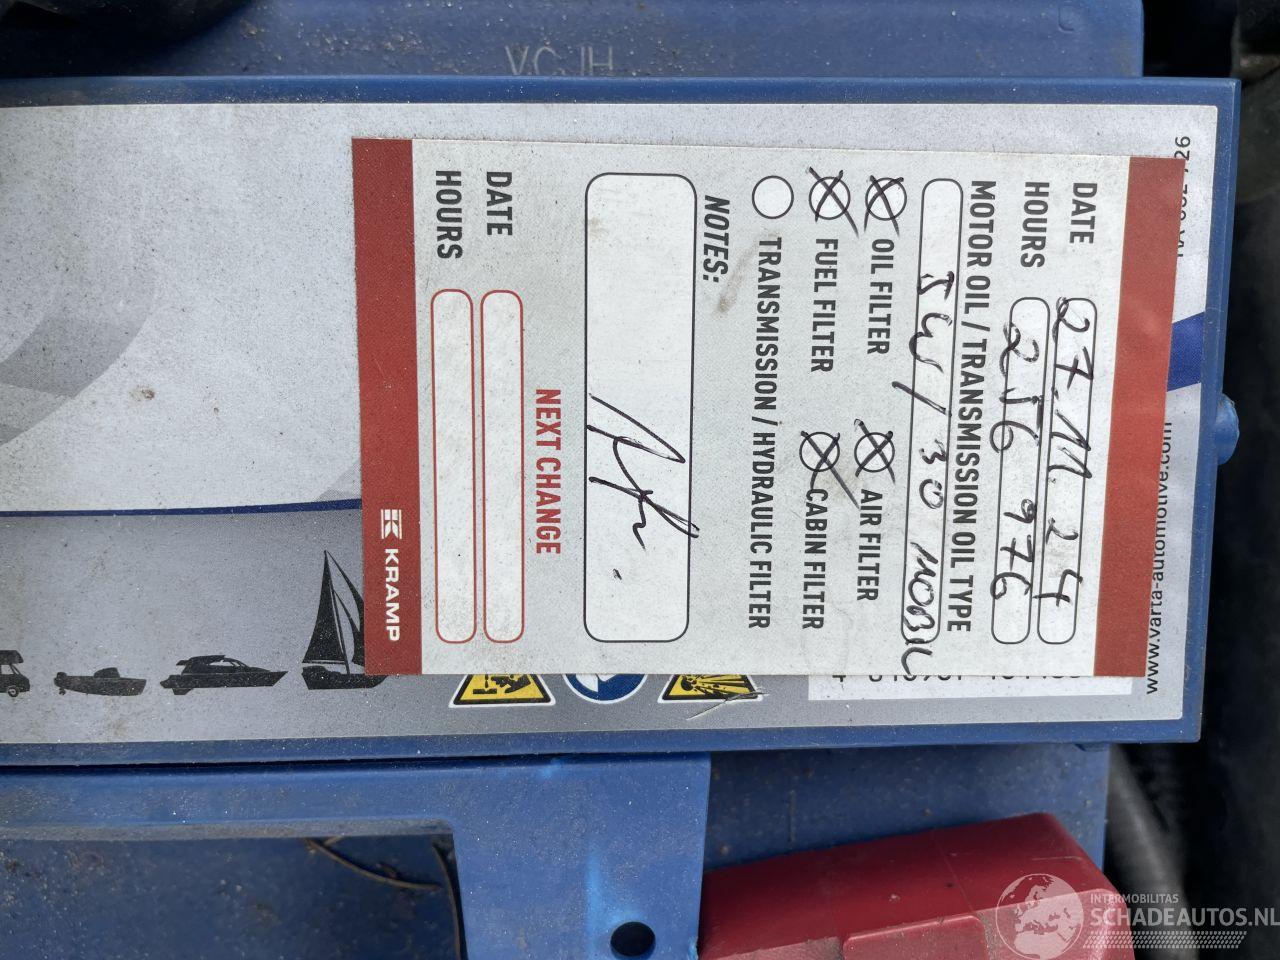 DATE 27.11.24
HOURS 256 976
MOTOR OIL / TRANSMISSION OIL TYPE
5W/30 MOBIL
OIL FILTER AIR FILTER
FUEL FILTER CABIN FILTER
TRANSMISSION / HYDRAULIC FILTER
NOTES:
NEXT CHANGE
DATE
HOURS
KRAMP
www.varta-automotive.com
INTERMOBILITAS
SCHADEAUTOS.NL